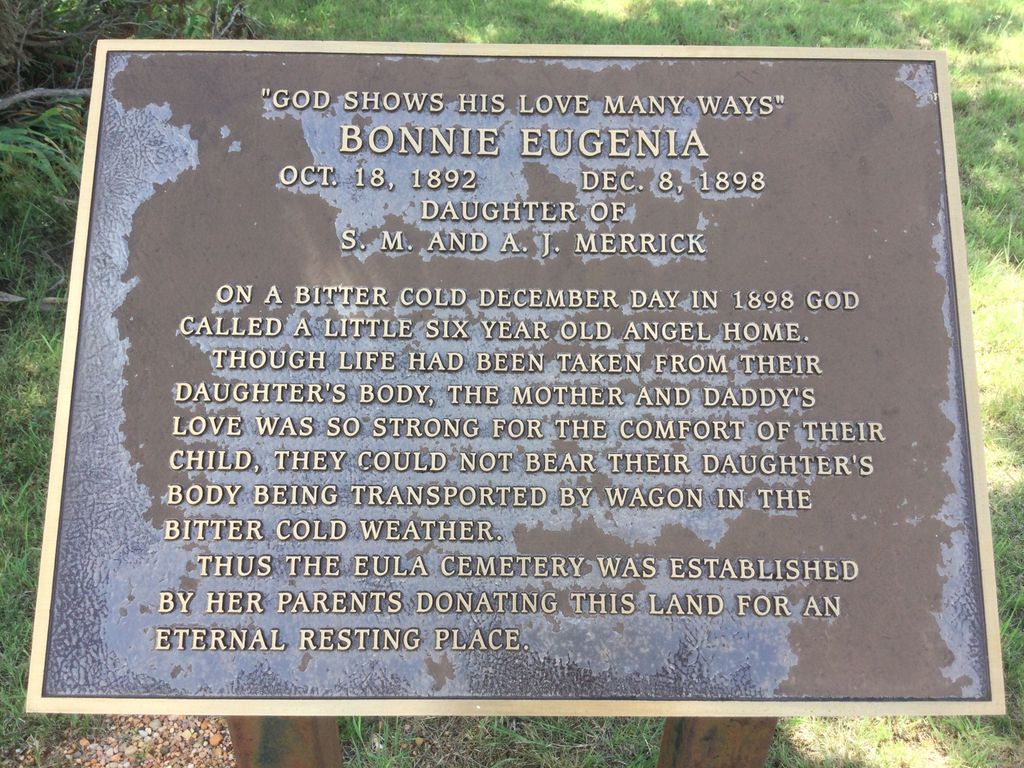 "GOD SHOWS HIS LOVE MANY WAYS"
BONNIE EUGENIA
OCT. 18, 1892 DEC. 8, 1898
DAUGHTER OF
S. M. AND A. J. MERRICK
ON A BITTER COLD DECEMBER DAY IN 1898 GOD
CALLED A LITTLE SIX YEAR OLD ANGEL HOME.
THOUGH LIFE HAD BEEN TAKEN FROM THEIR
DAUGHTER'S BODY, THE MOTHER AND DADDY'S
LOVE WAS SO STRONG FOR THE COMFORT OF THEIR
CHILD, THEY COULD NOT BEAR THEIR DAUGHTER'S
BODY BEING TRANSPORTED BY WAGON IN THE
BITTER COLD WEATHER.
THUS THE EULA CEMETERY WAS ESTABLISHED
BY HER PARENTS DONATING THIS LAND FOR AN
ETERNAL RESTING PLACE.